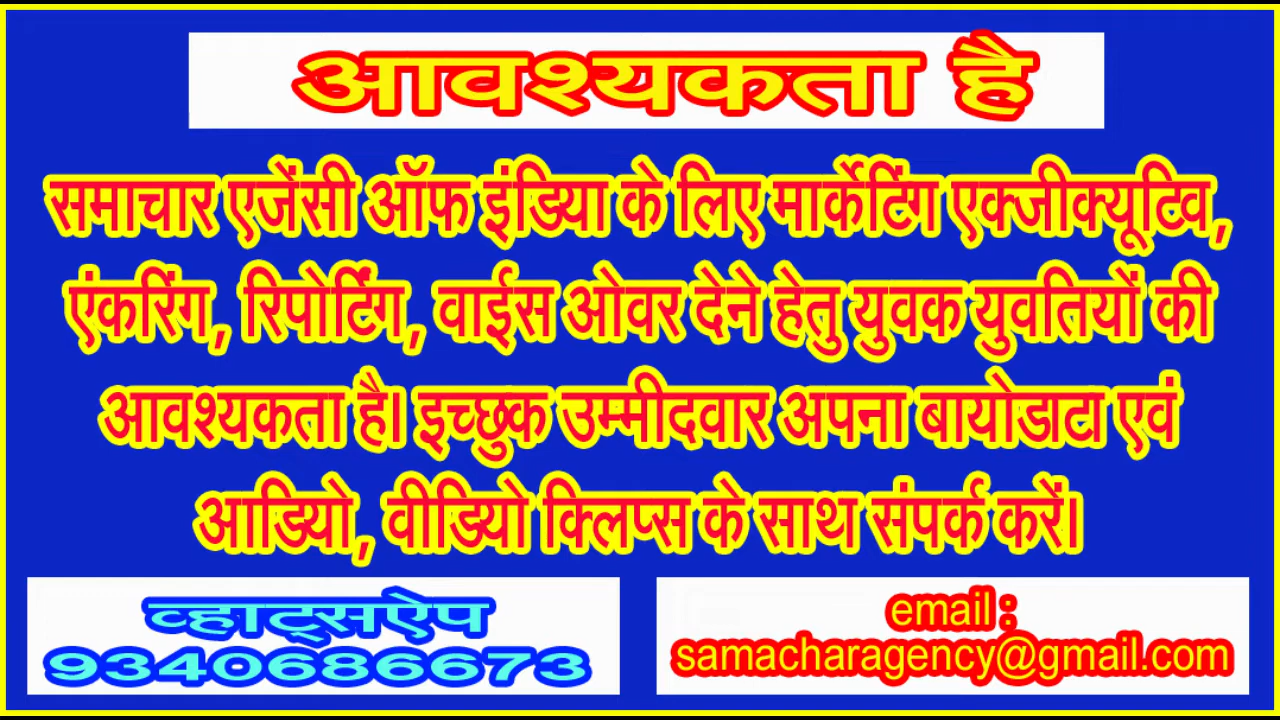 आवश्यकता है
समाचार एजेंसी ऑफ इंडिया के लिए मार्केटिंग एक्जीक्यूटिव,
एंकरिंग, रिपोर्टिंग, वाईस ओवर देने हेतु युवक युवतियों की
आवश्यकता है। इच्छुक उम्मीदवार अपना बायोडाटा एवं
आडियो, वीडियो क्लिप्स के साथ संपर्क करें।
व्हाट्सऐप
9340686673
email :
samacharagency@gmail.com